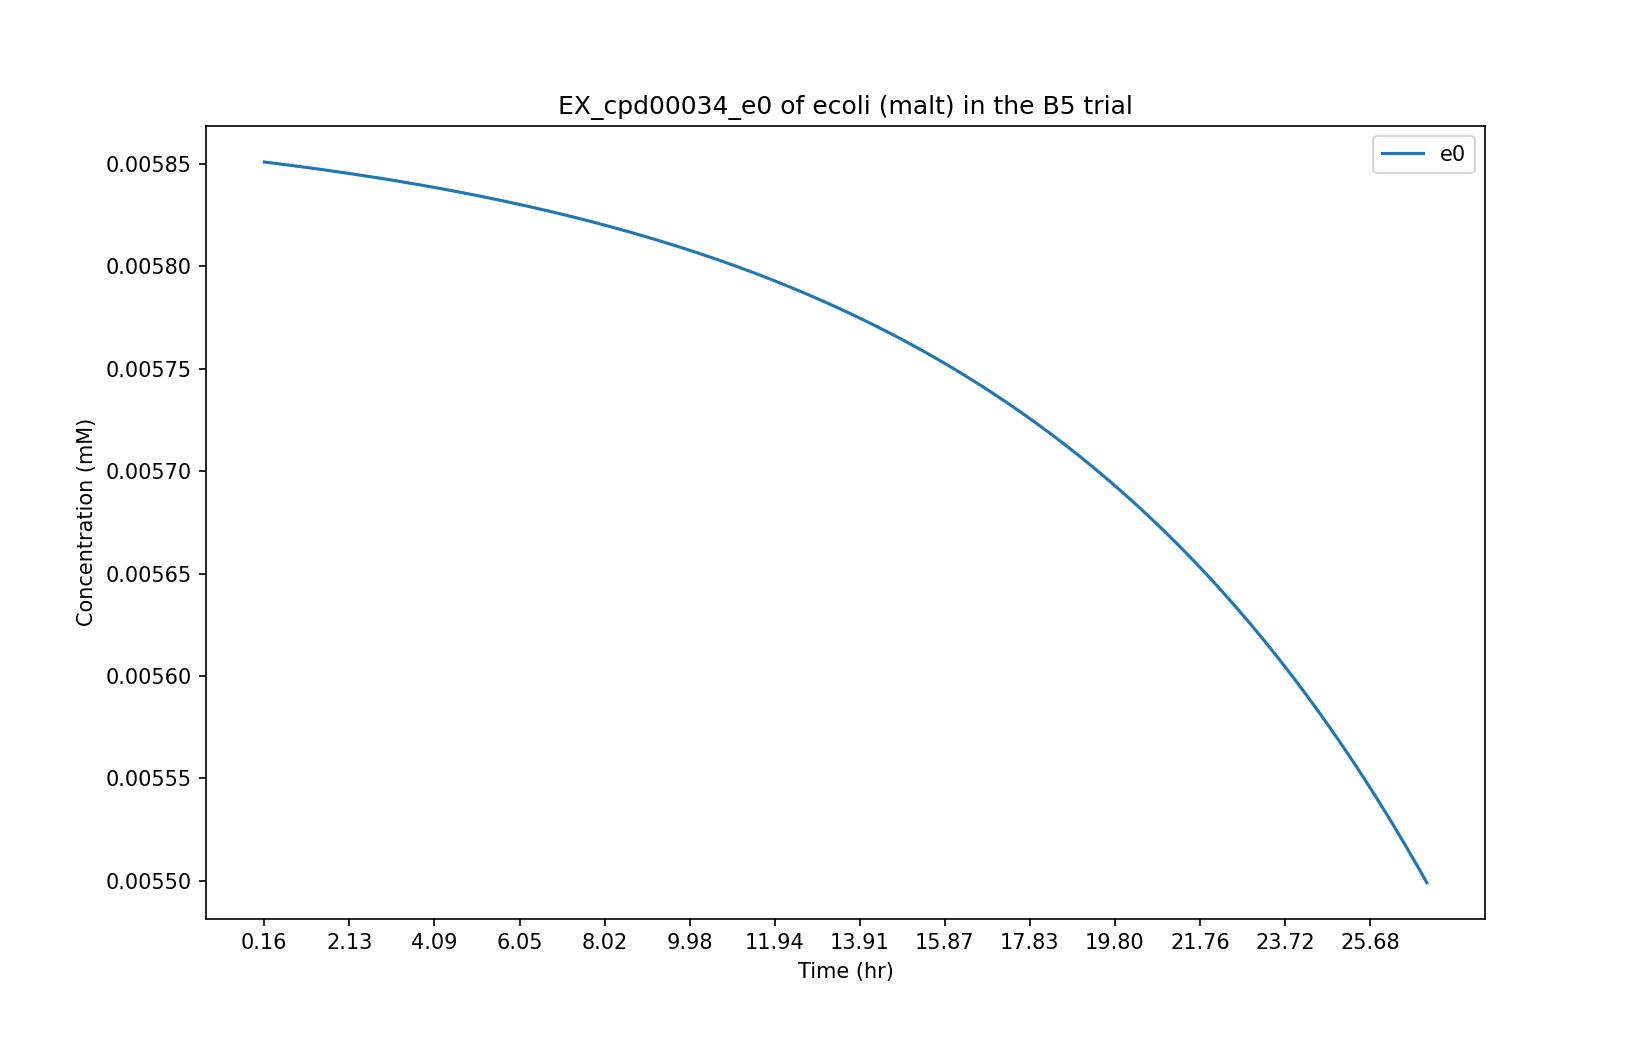 EX_cpd00034_e0 of ecoli (malt) in the B5 trial
e0
0.00585
0.00580
0.00575
0.00570
0.00565
0.00560
0.00555
0.00550
Concentration (mM)
0.16 2.13 4.09 6.05 8.02 9.98 11.94 13.91 15.87 17.83 19.80 21.76 23.72 25.68
Time (hr)